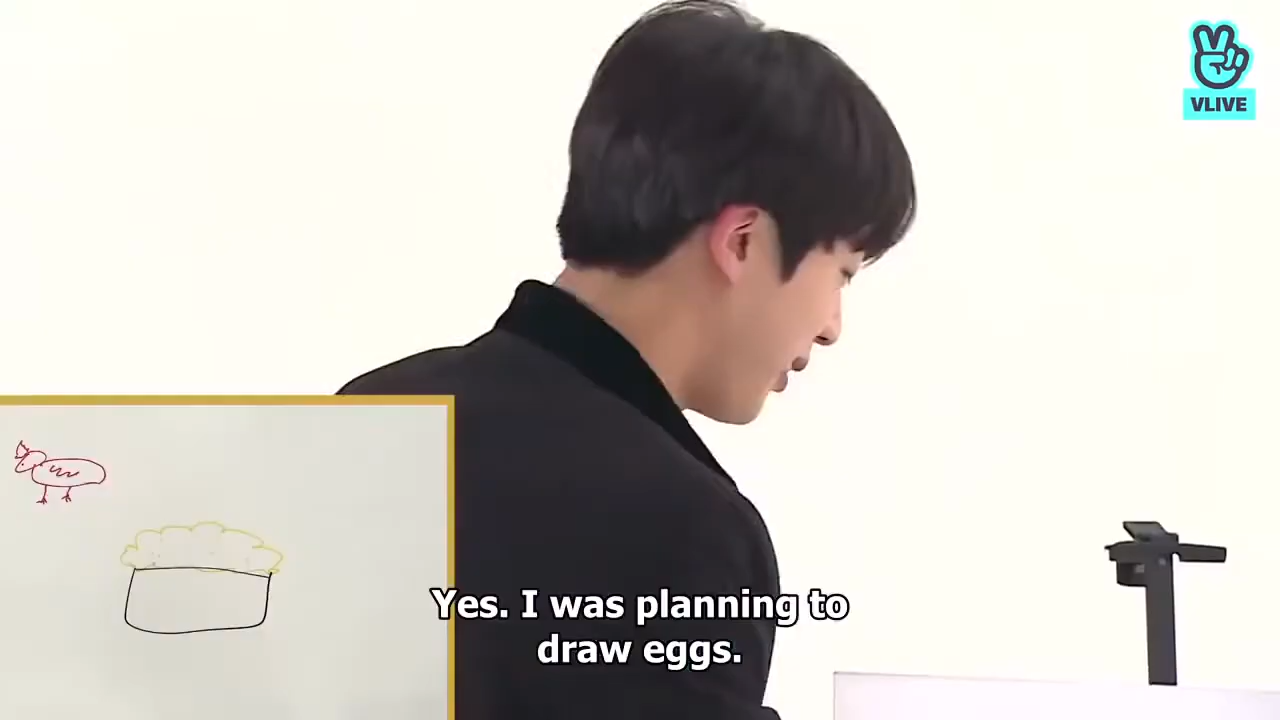 VLIVE
Yes. I was planning to
draw eggs.